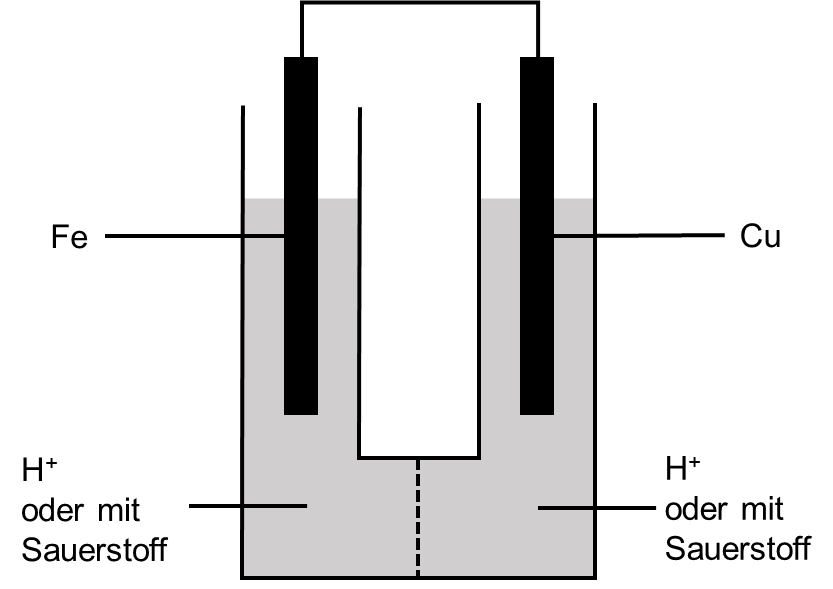 Fe
Cu
H⁺
oder mit
Sauerstoff
H⁺
oder mit
Sauerstoff